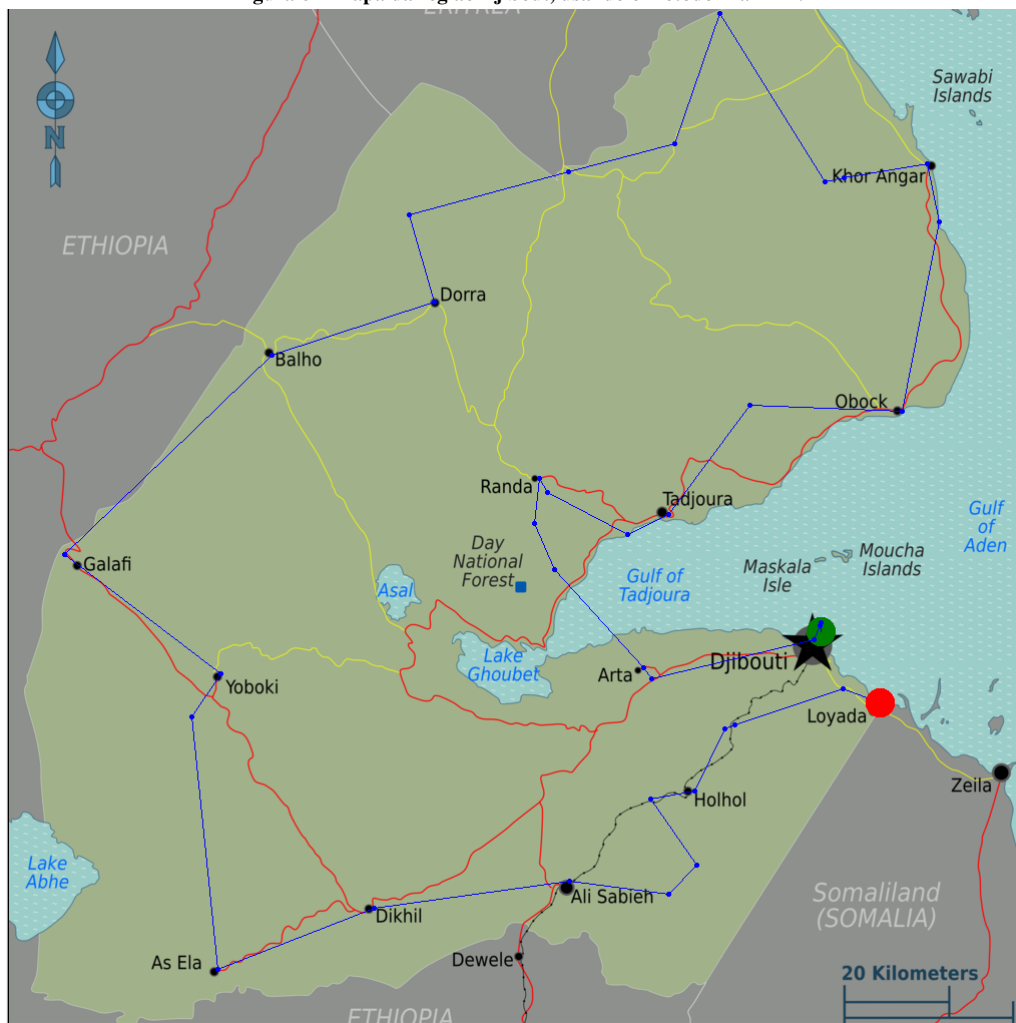 ERITREA
Sawabi
Islands
Khor Angar
ETHIOPIA
Dorra
Balho
Obock
Randa
Tadjoura
Gulf
of
Aden
Day
National
Forest
Moucha
Islands
Maskala
Isle
Galafi
Asal
Gulf of
Tadjoura
Djibouti
Lake
Ghoubet
Arta
Yoboki
Loyada
Zeila
Holhol
Lake
Abhe
Ali Sabieh
Somaliland
(SOMALIA)
Dikhil
As Ela
Dewele
20 Kilometers
ETHIOPIA
N